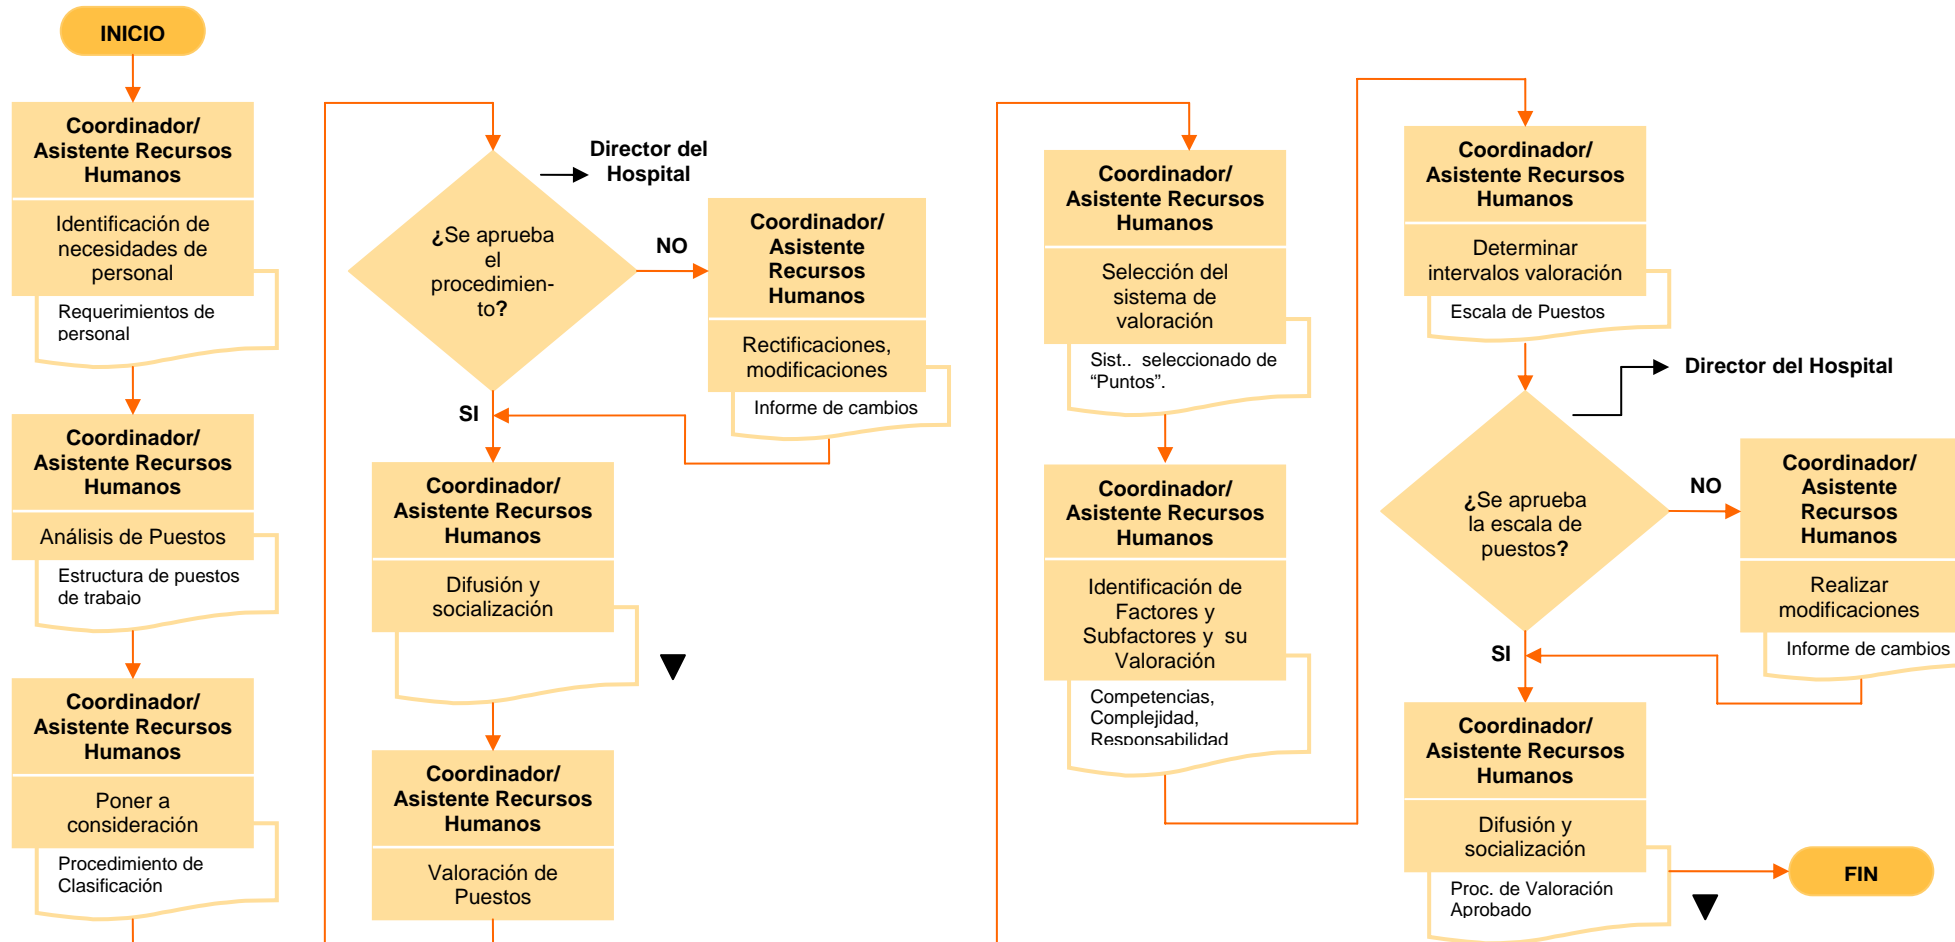 INICIO
Coordinador/
Asistente Recursos
Humanos
Identificación de
necesidades de
personal
Requerimientos de
personal
Coordinador/
Asistente Recursos
Humanos
Análisis de Puestos
Estructura de puestos
de trabajo
Coordinador/
Asistente Recursos
Humanos
Poner a
consideración
Procedimiento de
Clasificación
Director del
Hospital
¿Se aprueba
el
procedimien-
to?
NO
SI
Coordinador/
Asistente
Recursos
Humanos
Rectificaciones,
modificaciones
Informe de cambios
Coordinador/
Asistente Recursos
Humanos
Difusión y
socialización
Coordinador/
Asistente Recursos
Humanos
Valoración de
Puestos
Coordinador/
Asistente Recursos
Humanos
Selección del
sistema de
valoración
Sist.. seleccionado de
“Puntos”.
Coordinador/
Asistente Recursos
Humanos
Identificación de
Factores y
Subfactores y su
Valoración
Competencias,
Complejidad,
Responsabilidad
Coordinador/
Asistente Recursos
Humanos
Determinar
intervalos valoración
Escala de Puestos
Director del Hospital
¿Se aprueba
la escala de
puestos?
NO
SI
Coordinador/
Asistente
Recursos
Humanos
Realizar
modificaciones
Informe de cambios
Coordinador/
Asistente Recursos
Humanos
Difusión y
socialización
Proc. de Valoración
Aprobado
FIN